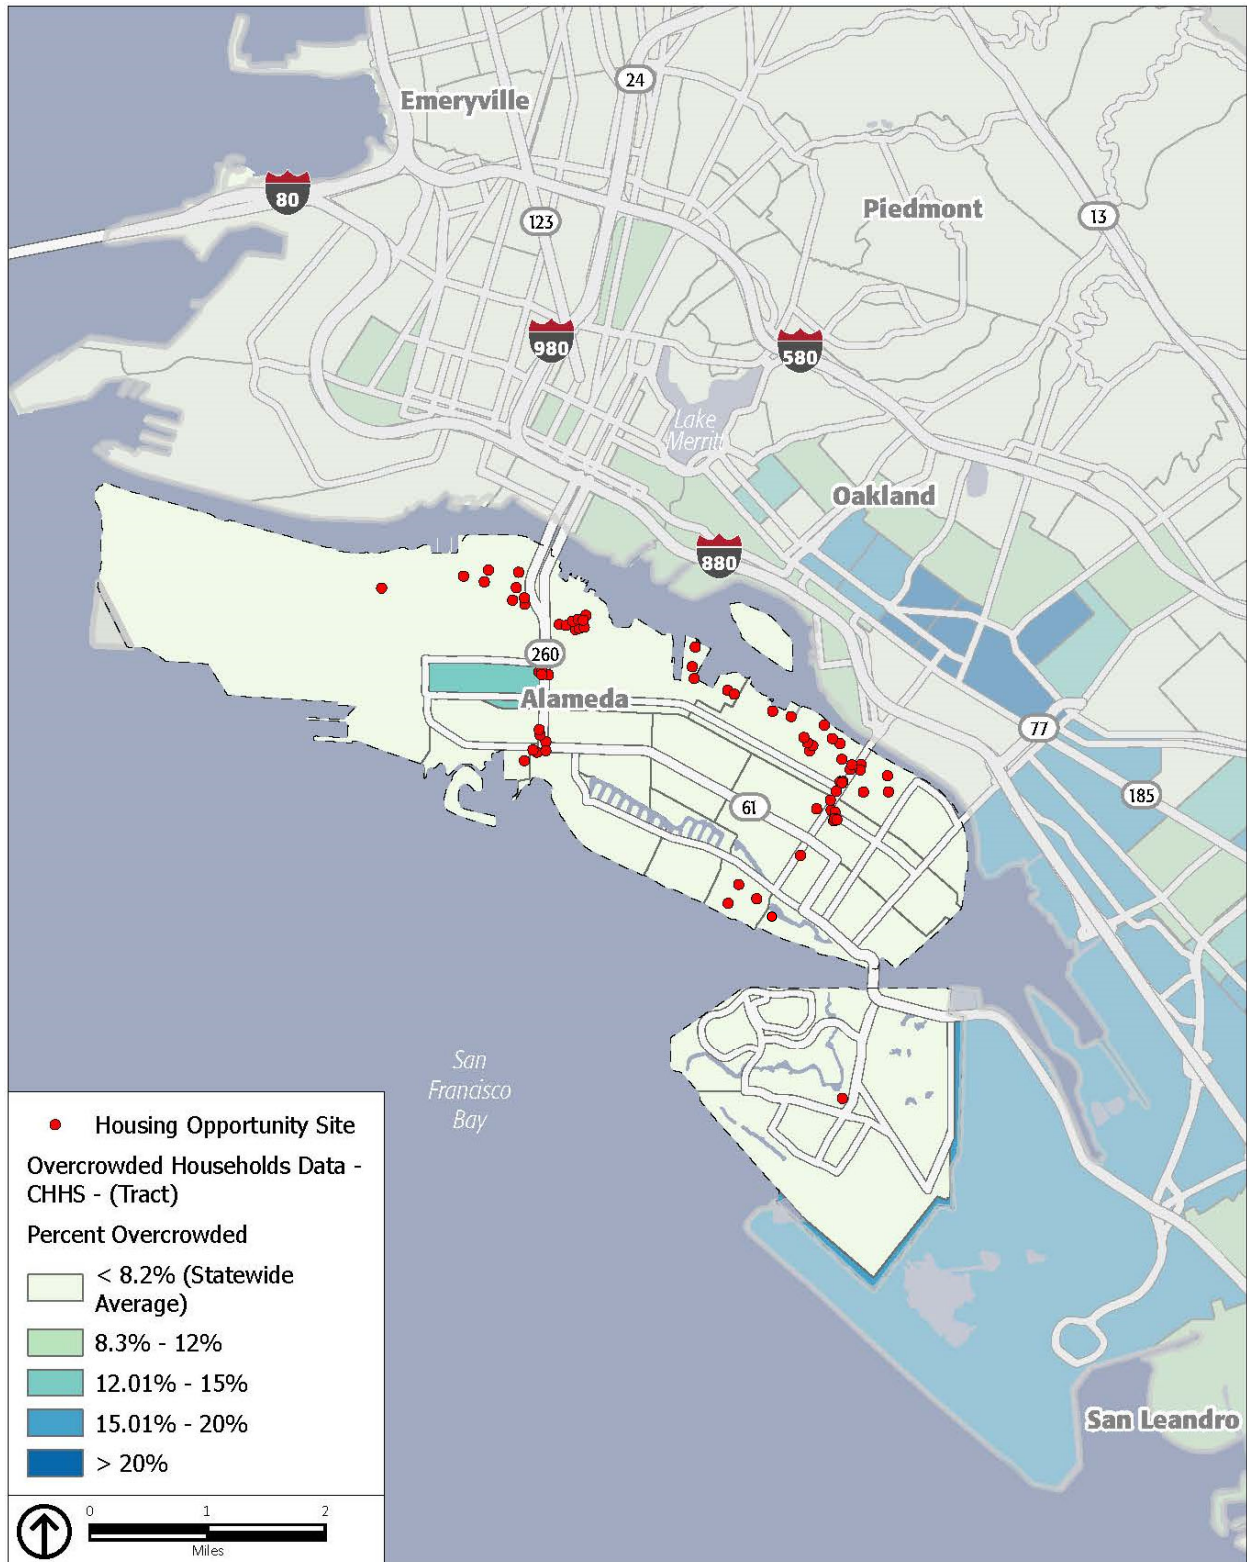 Emeryville
24
80
123
Piedmont
13
980
580
Lake
Merritt
Oakland
880
260
Alameda
77
185
61
San
Francisco
Bay
San Leandro
Housing Opportunity Site
Overcrowded Households Data -
CHHS - (Tract)
Percent Overcrowded
< 8.2% (Statewide
Average)
8.3% - 12%
12.01% - 15%
15.01% - 20%
> 20%
0 1 2
Miles